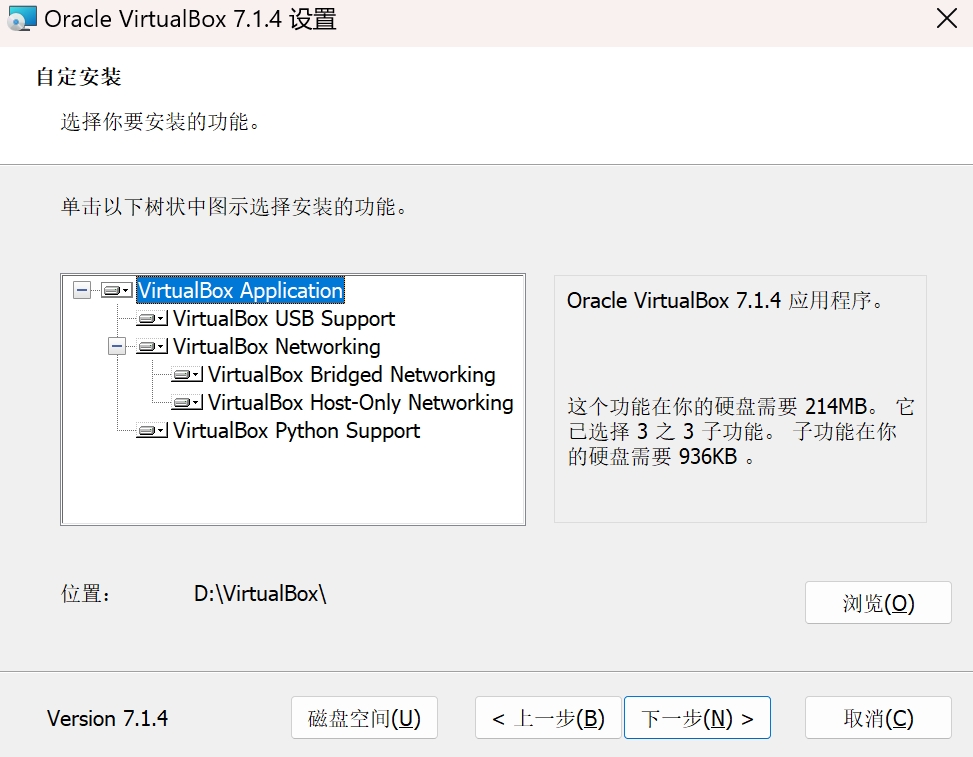 Oracle VirtualBox 7.1.4 设置
自定安装
选择你要安装的功能。
单击以下树状中图示选择安装的功能。
VirtualBox Application
VirtualBox USB Support
VirtualBox Networking
VirtualBox Bridged Networking
VirtualBox Host-Only Networking
VirtualBox Python Support
Oracle VirtualBox 7.1.4 应用程序。
这个功能在你的硬盘需要 214MB。 它
已选择 3 之 3 子功能。 子功能在你
的硬盘需要 936KB 。
位置：
D:\VirtualBox\
浏览(O)
Version 7.1.4
磁盘空间(U)
< 上一步(B)
下一步(N) >
取消(C)